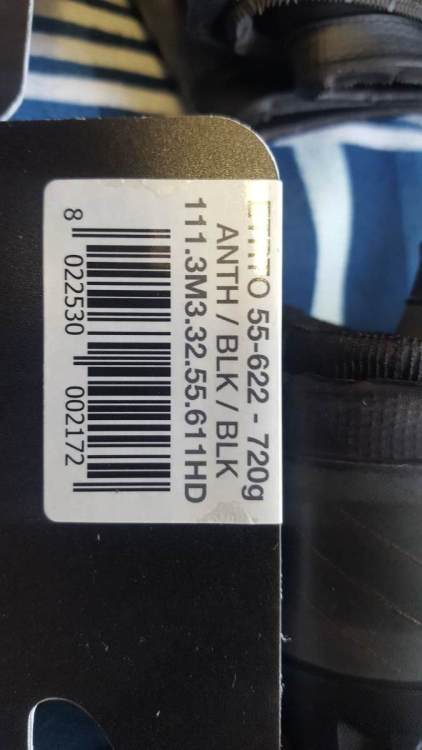 55-622 - 720g
ANTH / BLK / BLK
111.3M3.32.55.611HD
8 022530 002172